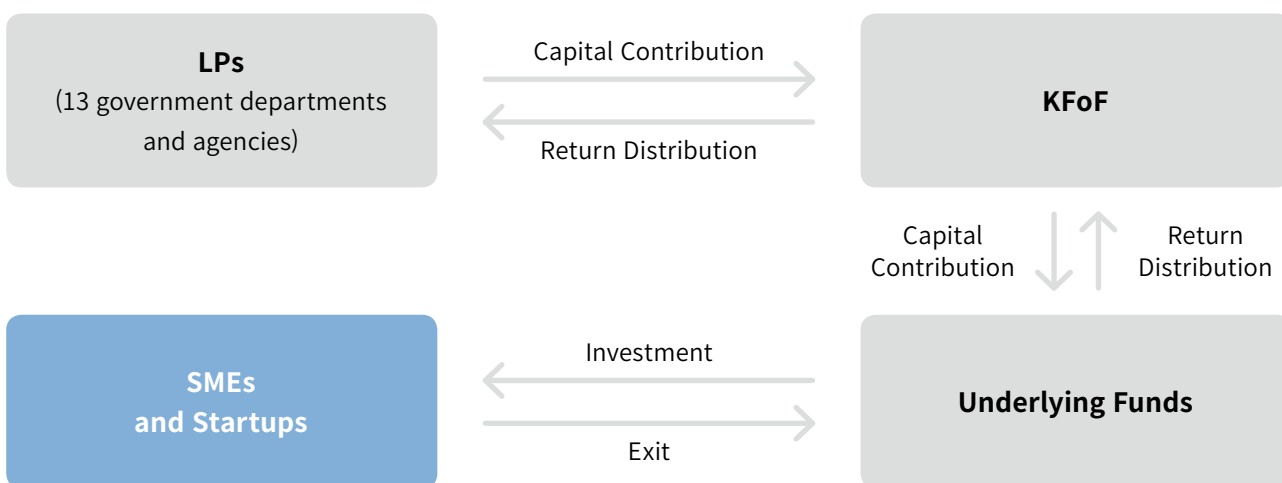 LPs
(13 government departments
and agencies)
Capital Contribution
Return Distribution
KFoF
Capital
Contribution
Return
Distribution
SMEs
and Startups
Investment
Exit
Underlying Funds